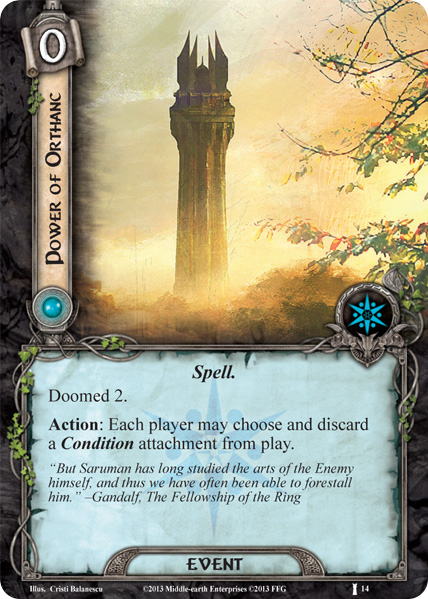 0
POWER OF ORTHANC
Spell.
Doomed 2.
Action: Each player may choose and discard
a Condition attachment from play.
“But Saruman has long studied the arts of the Enemy
himself, and thus we have often been able to forestall
him.” –Gandalf, The Fellowship of the Ring
EVENT
Illus. Cristi Balanescu
©2013 Middle-earth Enterprises ©2013 FFG
14